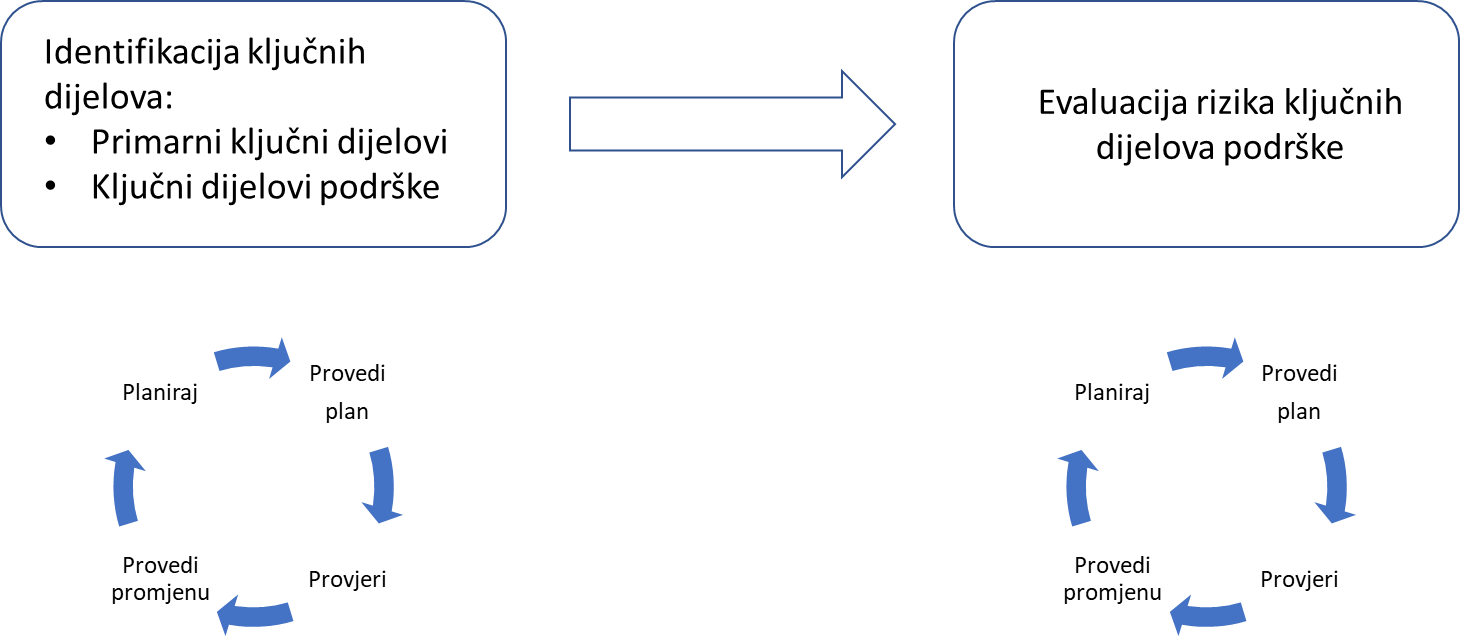 Identifikacija ključnih
dijelova:
• Primarni ključni dijelovi
• Ključni dijelovi podrške
Evaluacija rizika ključnih
dijelova podrške
Planiraj
Provedi
plan
Provjeri
Provedi
promjenu
Planiraj
Provedi
plan
Provjeri
Provedi
promjenu